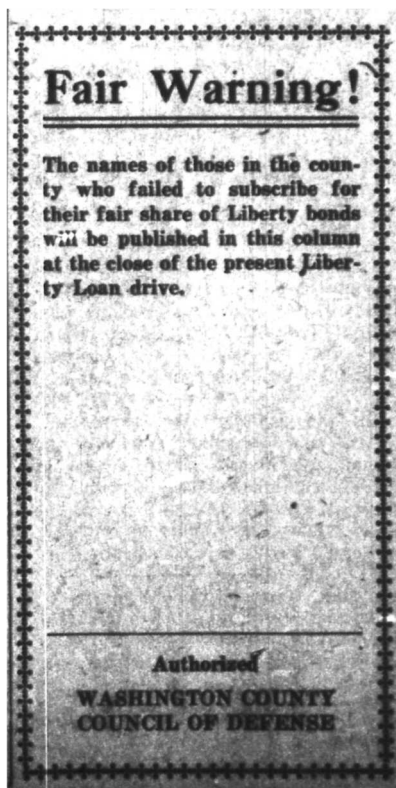 Fair Warning!
The names of those in the coun-
ty who failed to subscribe for
their fair share of Liberty bonds
will be published in this column
at the close of the present Liber-
ty Loan drive.
Authorized
WASHINGTON COUNTY
COUNCIL OF DEFENSE